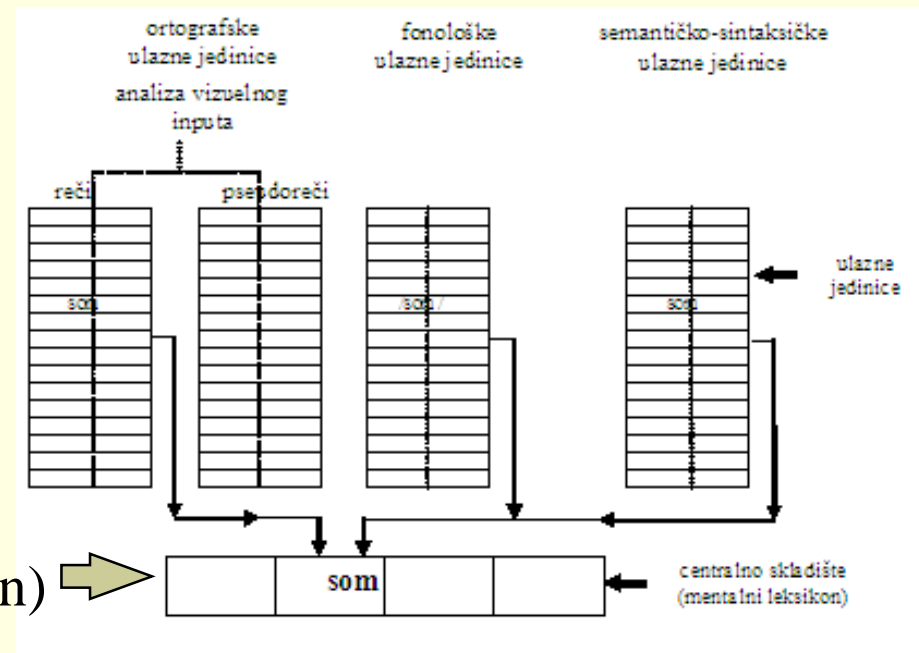 ortografske
ulazne jedinice
fonološke
ulazne jedinice
semantičko-sintaksičke
ulazne jedinice
analiza vizuelnog
inputa
reči
pseudoreči
som
/som/
som
ulazne
jedinice
n)
som
centralno skladište
(mentalni leksikon)